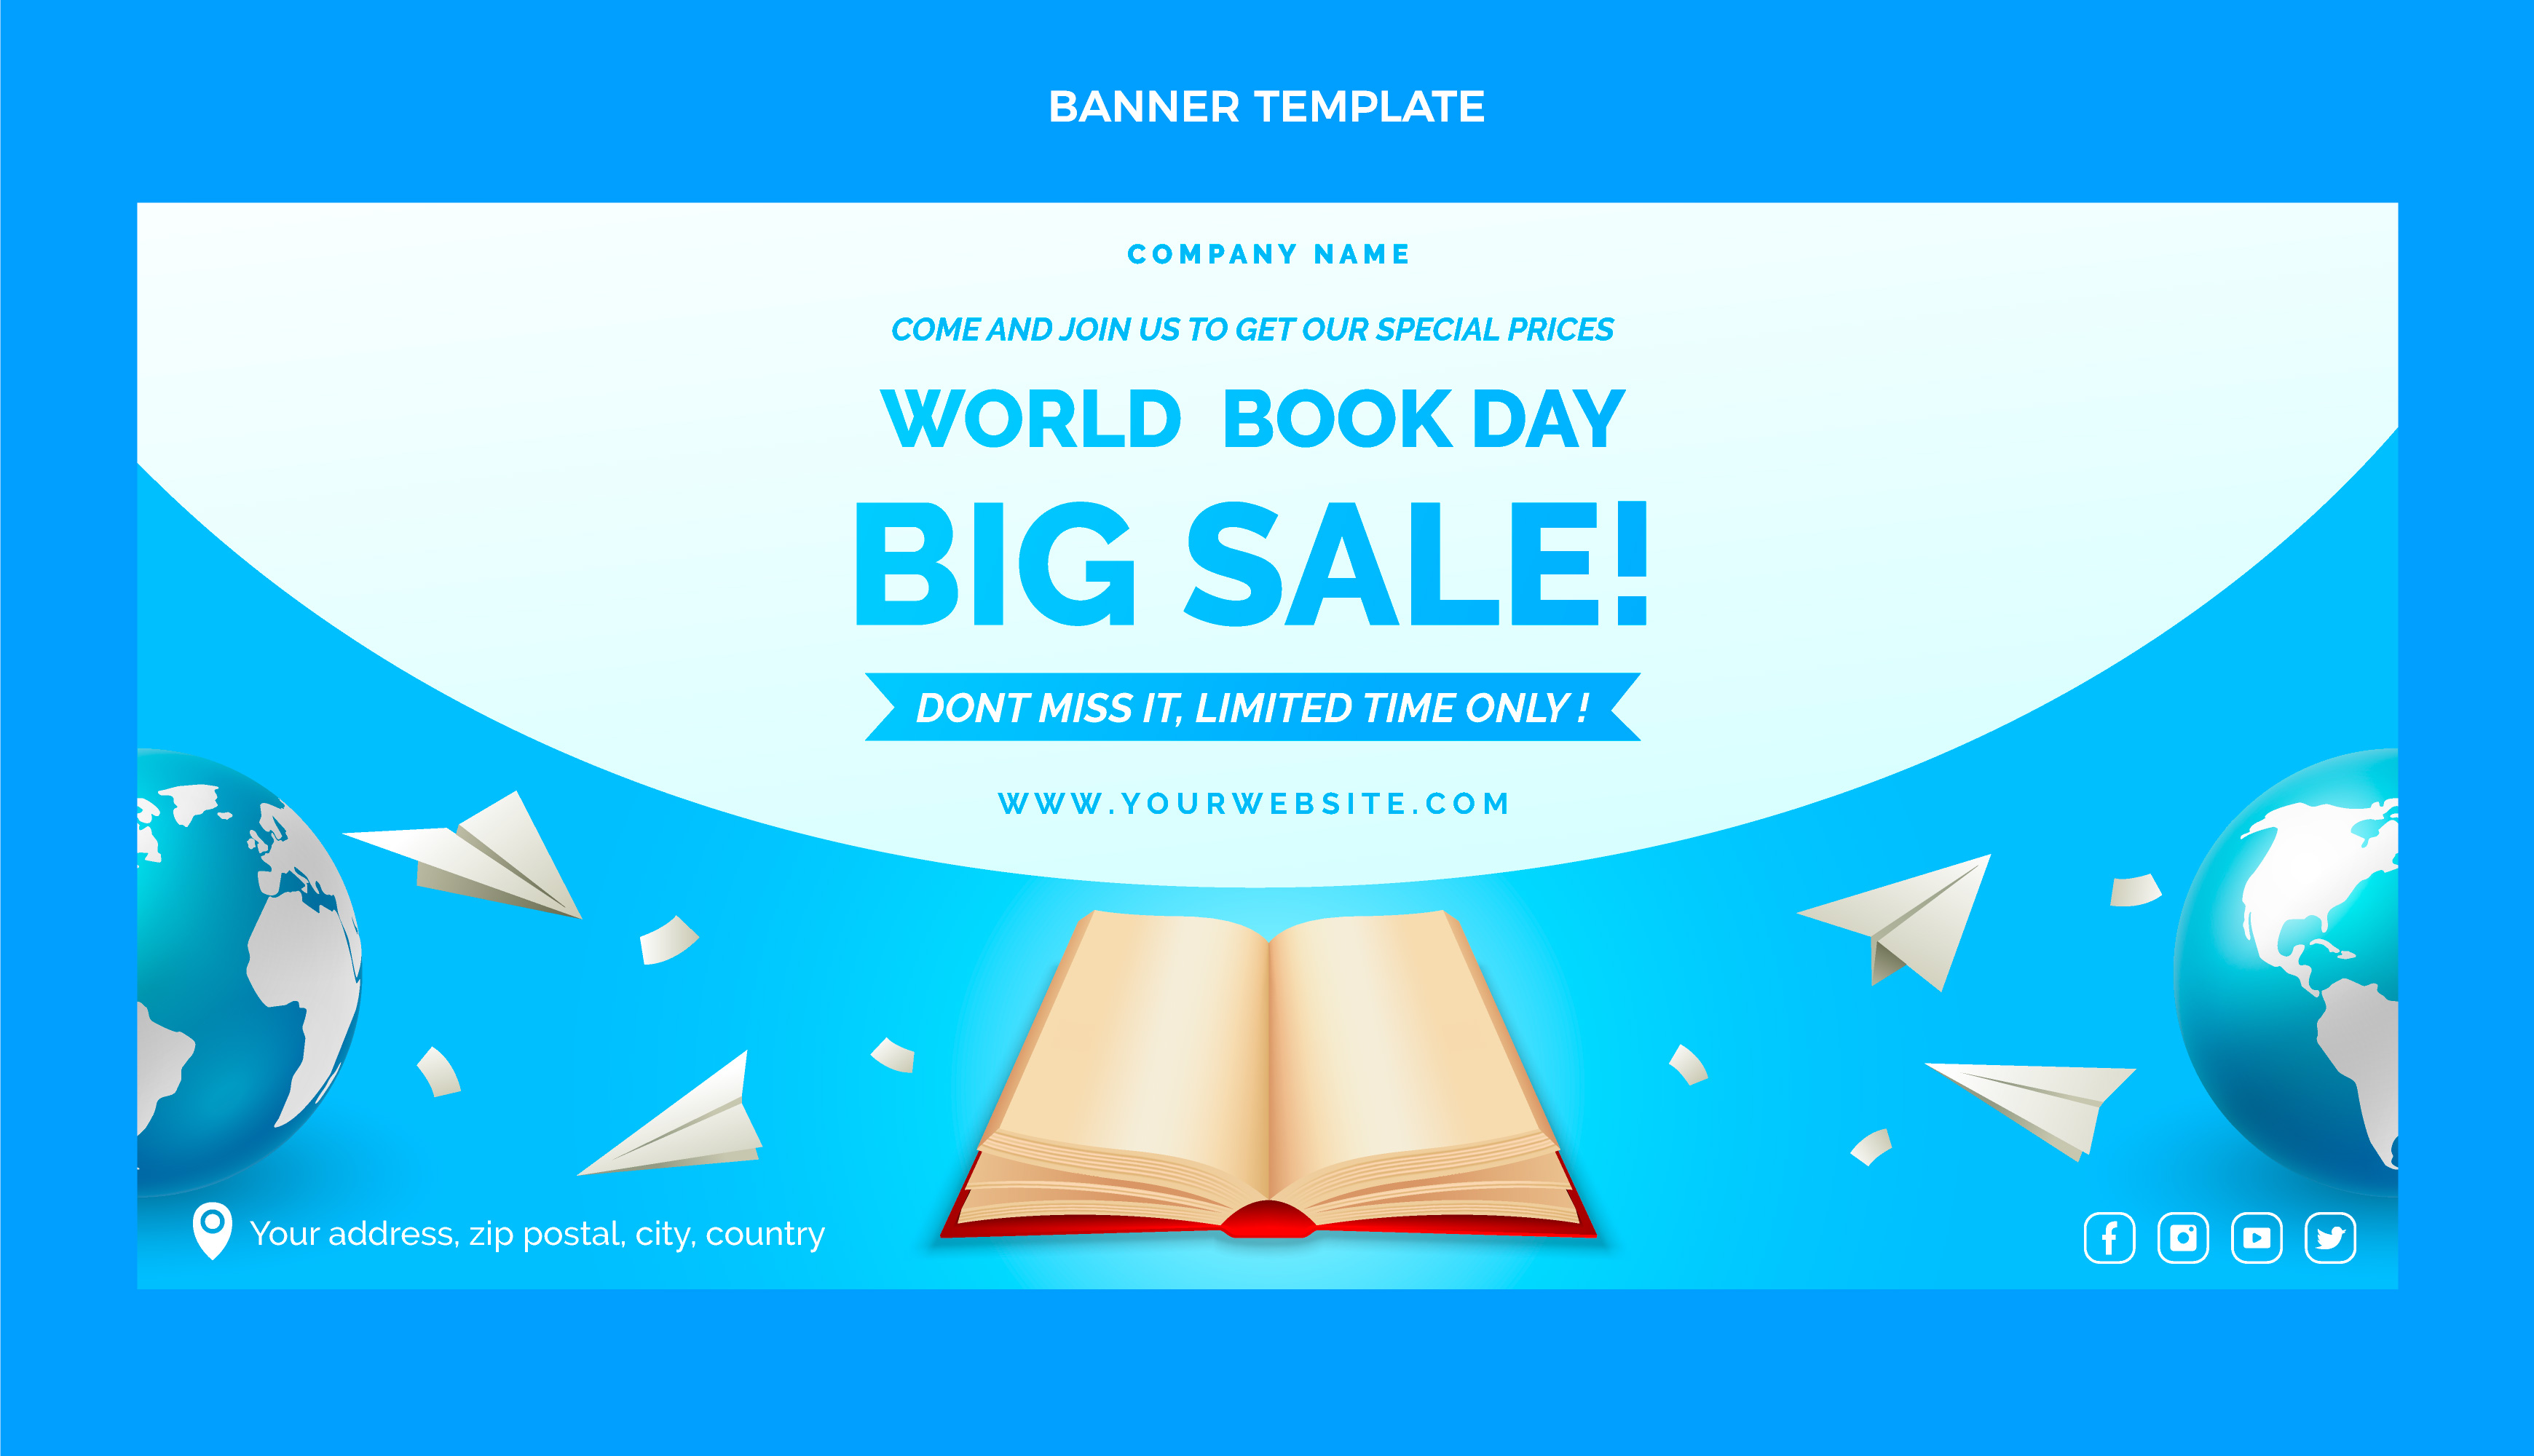 BANNER TEMPLATE
COMPANY NAME
COME AND JOIN US TO GET OUR SPECIAL PRICES
WORLD BOOK DAY
BIG SALE!
DONT MISS IT, LIMITED TIME ONLY !
WWW.YOURWEBSITE.COM
Your address, zip postal, city, country